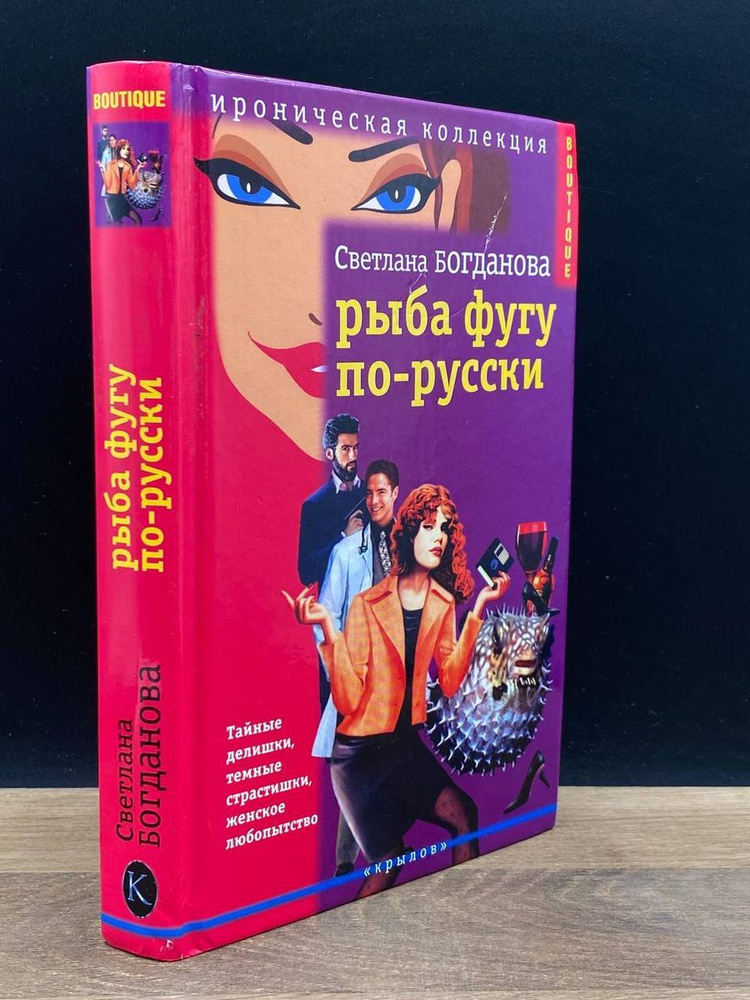 BOUTIQUE
рыба фугу
по-русски
Светлана
Богданова
К
ироническая коллекция
BOUTIQUE
Светлана Богданова
рыба фугу
по-русски
Тайные
делишки,
темные
страстишки,
женское
любопытство
«крылов»